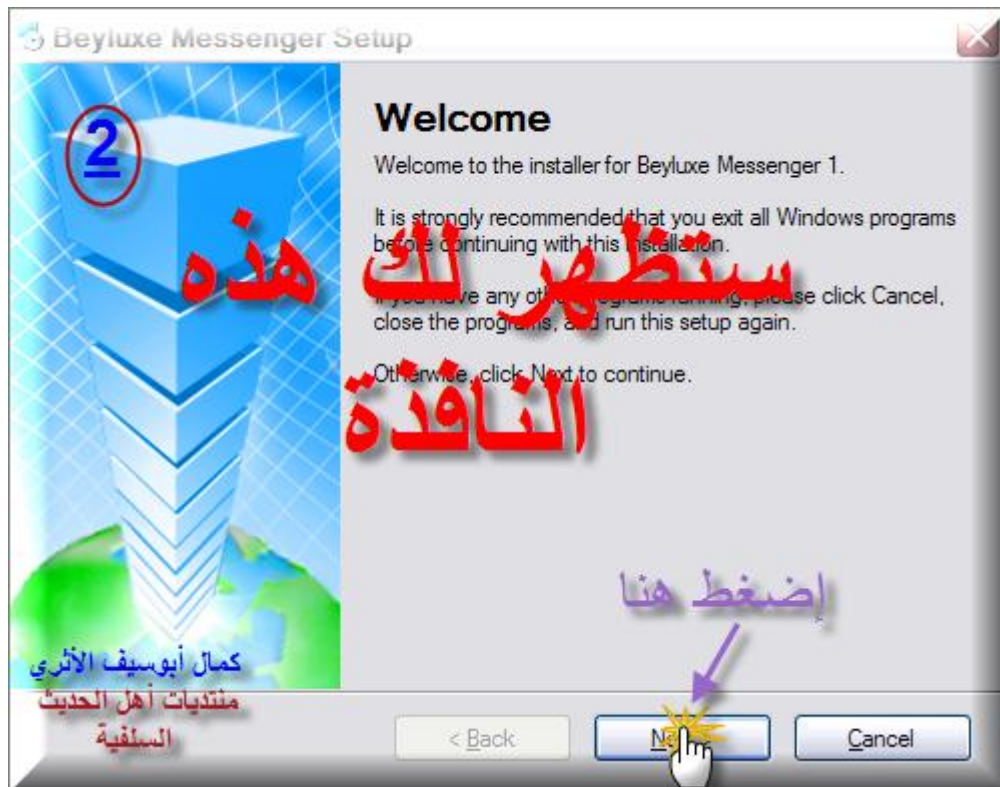 Beyluxe Messenger Setup
2
Welcome
Welcome to the installer for Beyluxe Messenger 1.
It is strongly recommended that you exit all Windows programs
before continuing with this installation.
If you have any other programs running, please click Cancel,
close the programs, and run this setup again.
Otherwise, click Next to continue.
ستظهر لك هذه
النافذة
إضغط هنا
كمال أبوسيف الأثري
منتديات أهل الحديث
السلفية
< Back
Cancel